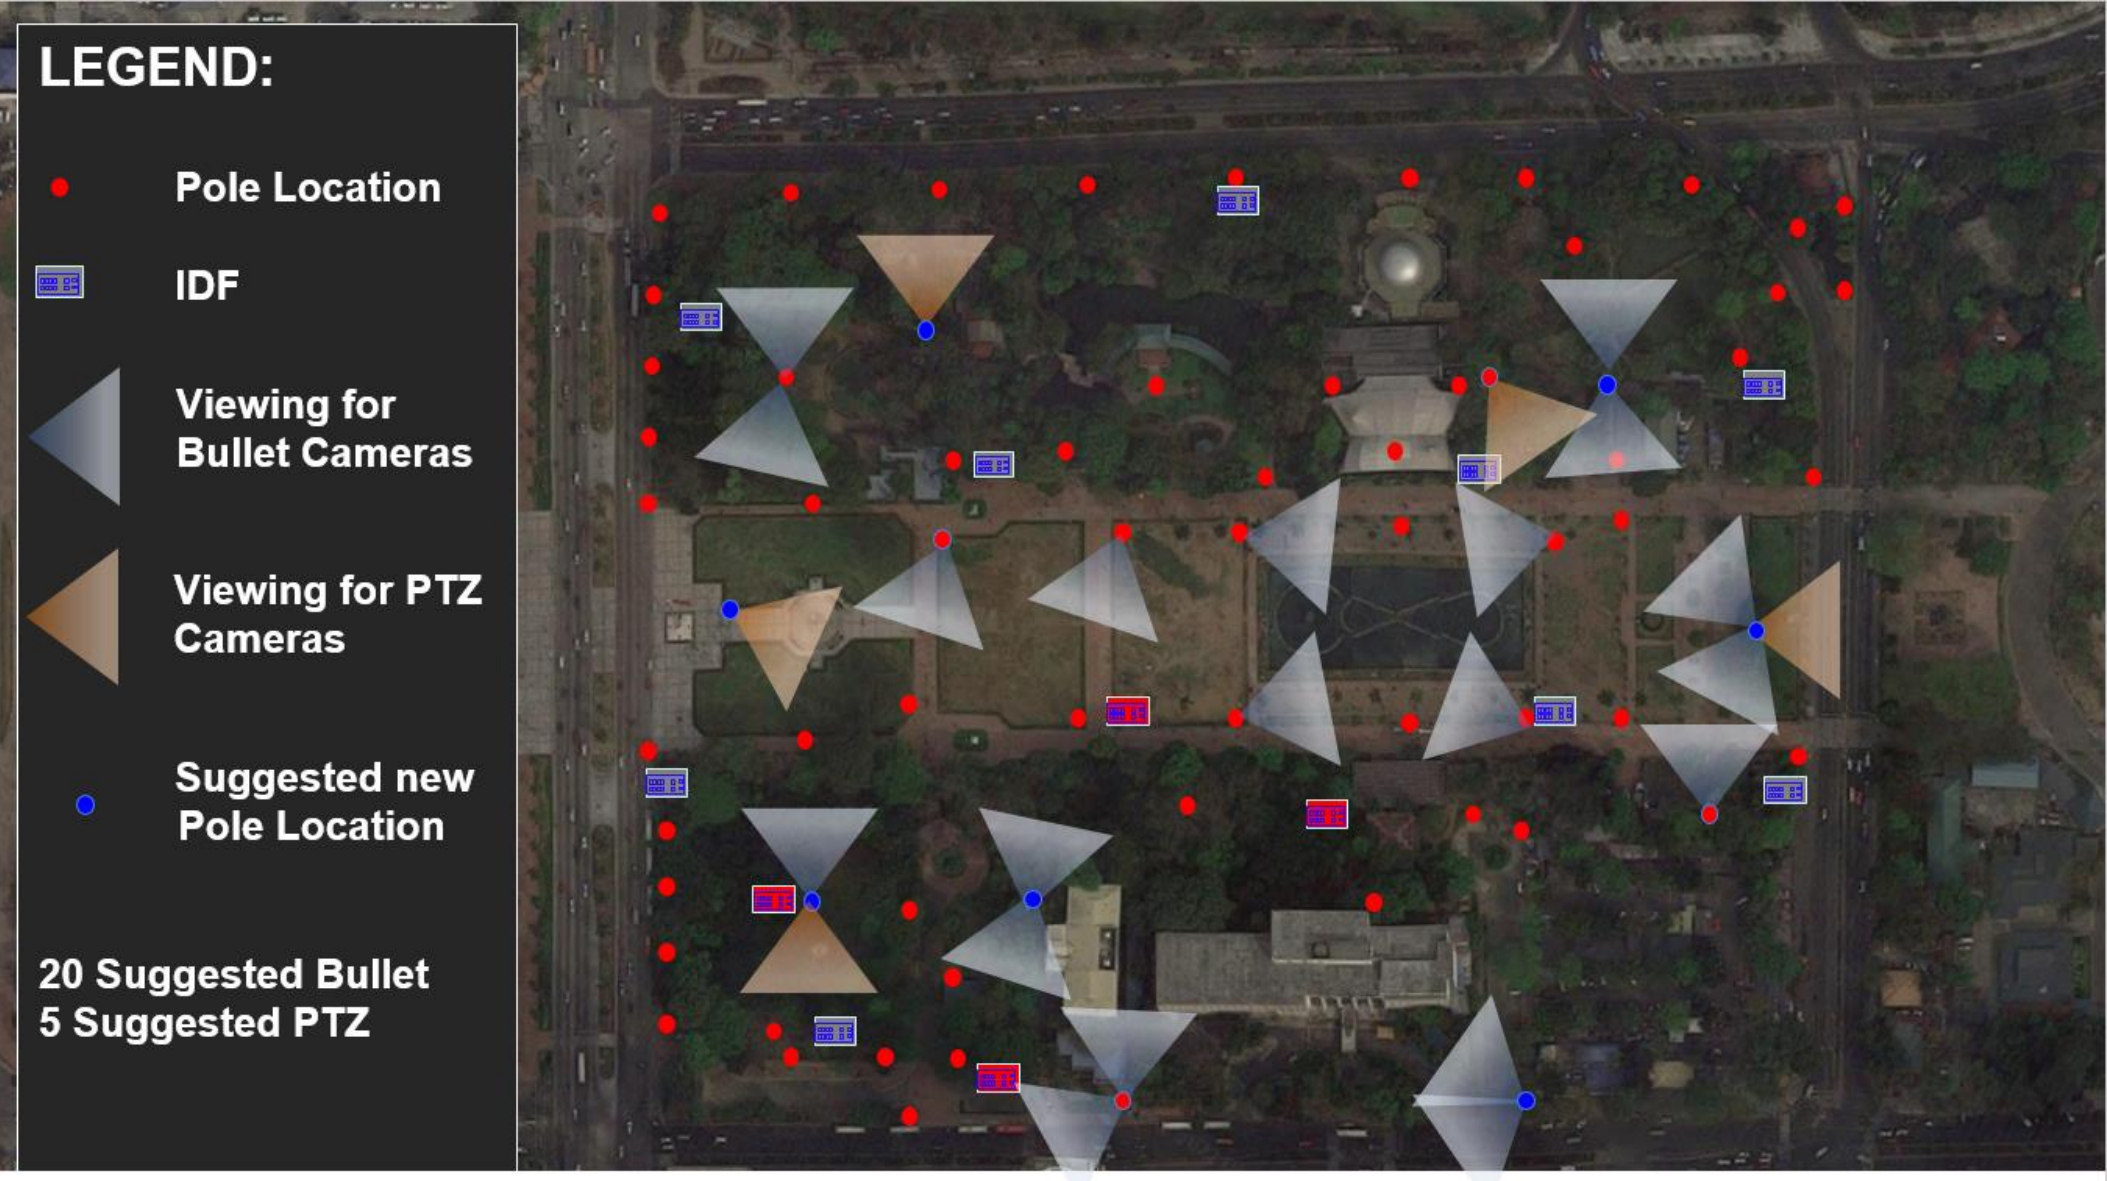 LEGEND:
Pole Location
IDF
Viewing for
Bullet Cameras
Viewing for PTZ
Cameras
Suggested new
Pole Location
20 Suggested Bullet
5 Suggested PTZ